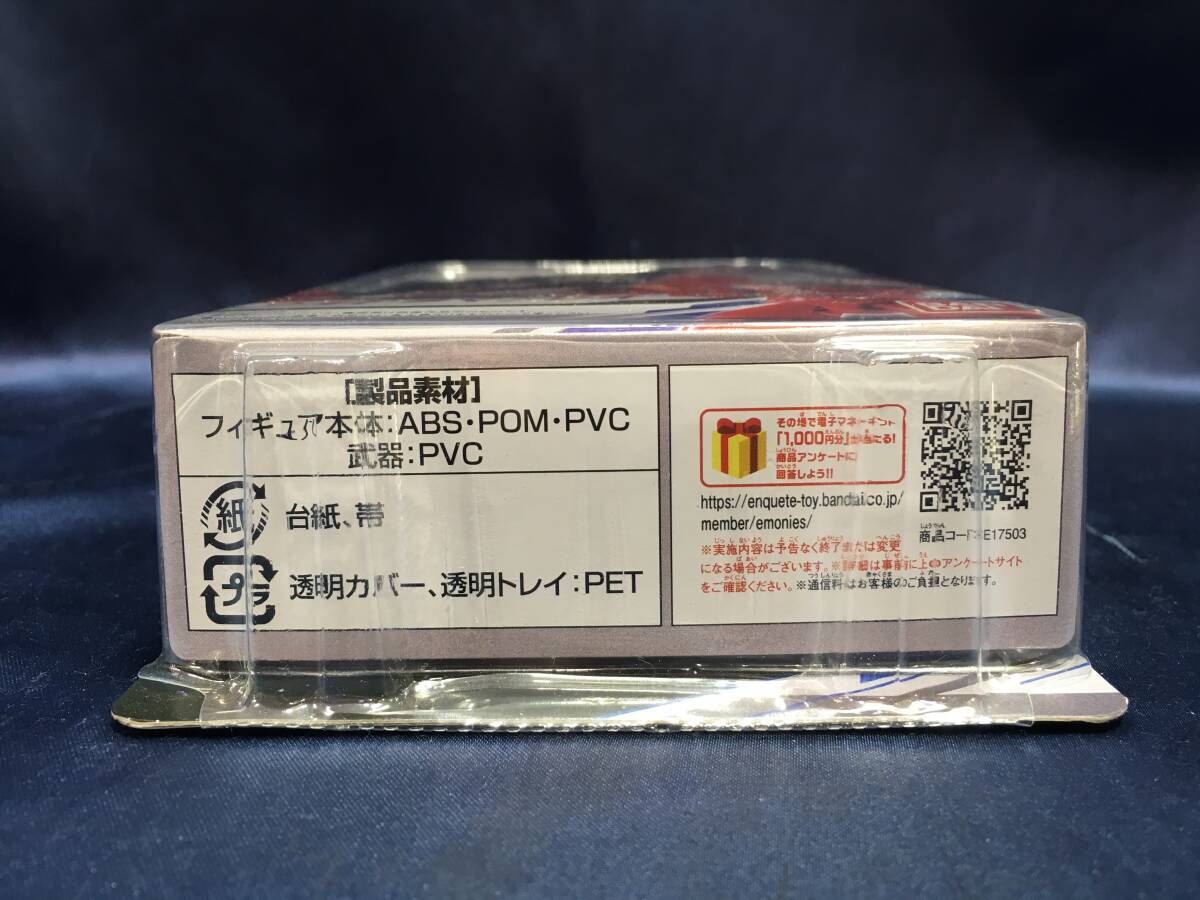 [製品素材]
フィギュア本体:ABS・POM・PVC
武器:PVC
紙
台紙、帯
プラ
透明カバー、透明トレイ:PET
その場で電子マネーギフト
「1,000円分」が当たる!
商品アンケートに
回答しよう!!
https://enquete-toy.bandai.co.jp/
member/emonies/
商品コード:E17503
※実施内容は予告なく終了または変更
になる場合がございます。※詳細は事前に上のアンケートサイト
をご確認ください。※通信料はお客様のご負担となります。